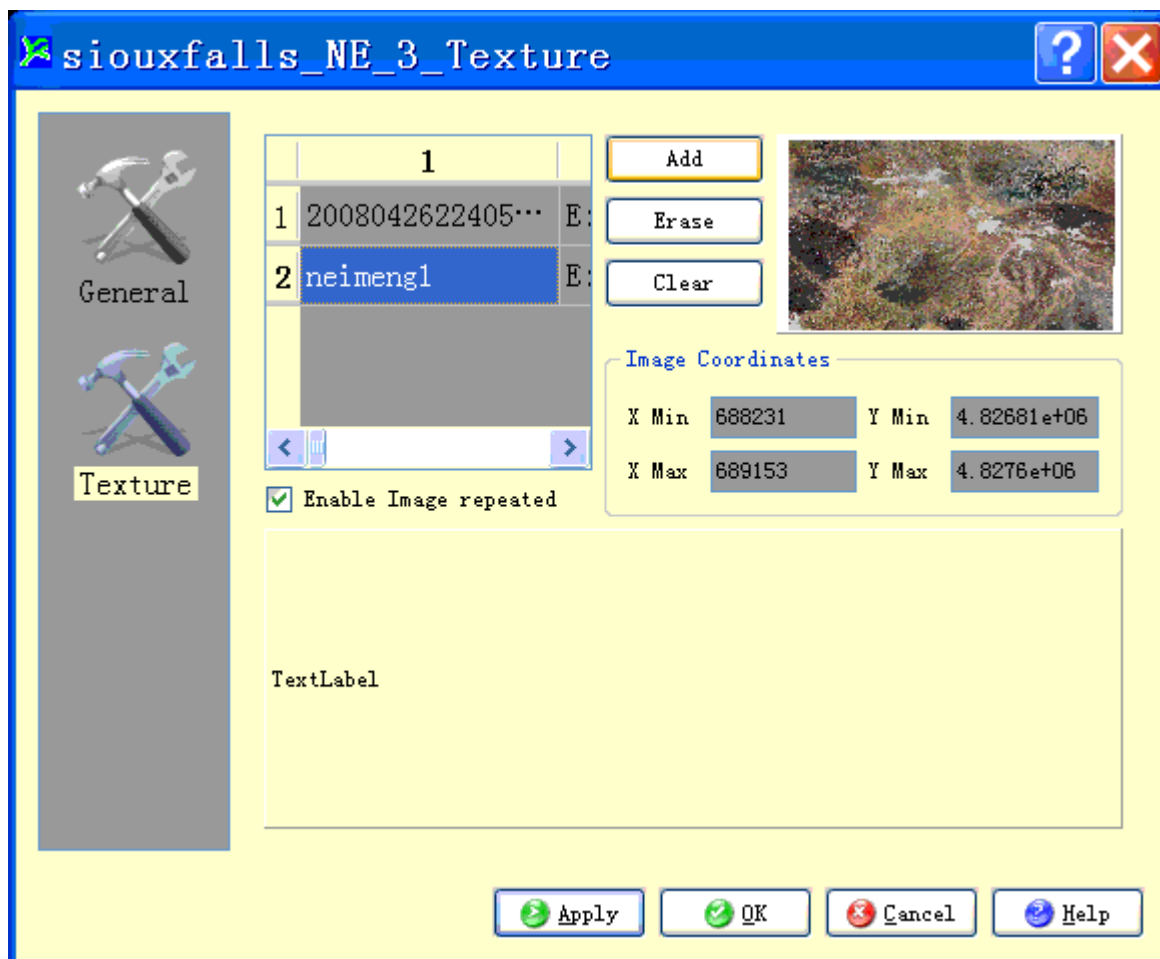 siouxfalls_NE_3_Texture
General
Texture
1
1 2008042622405... E:
2 neimeng1 E:
Enable Image repeated
Add
Erase
Clear
Image Coordinates
X Min 688231 Y Min 4.82681e+06
X Max 689153 Y Max 4.8276e+06
TextLabel
Apply OK Cancel Help